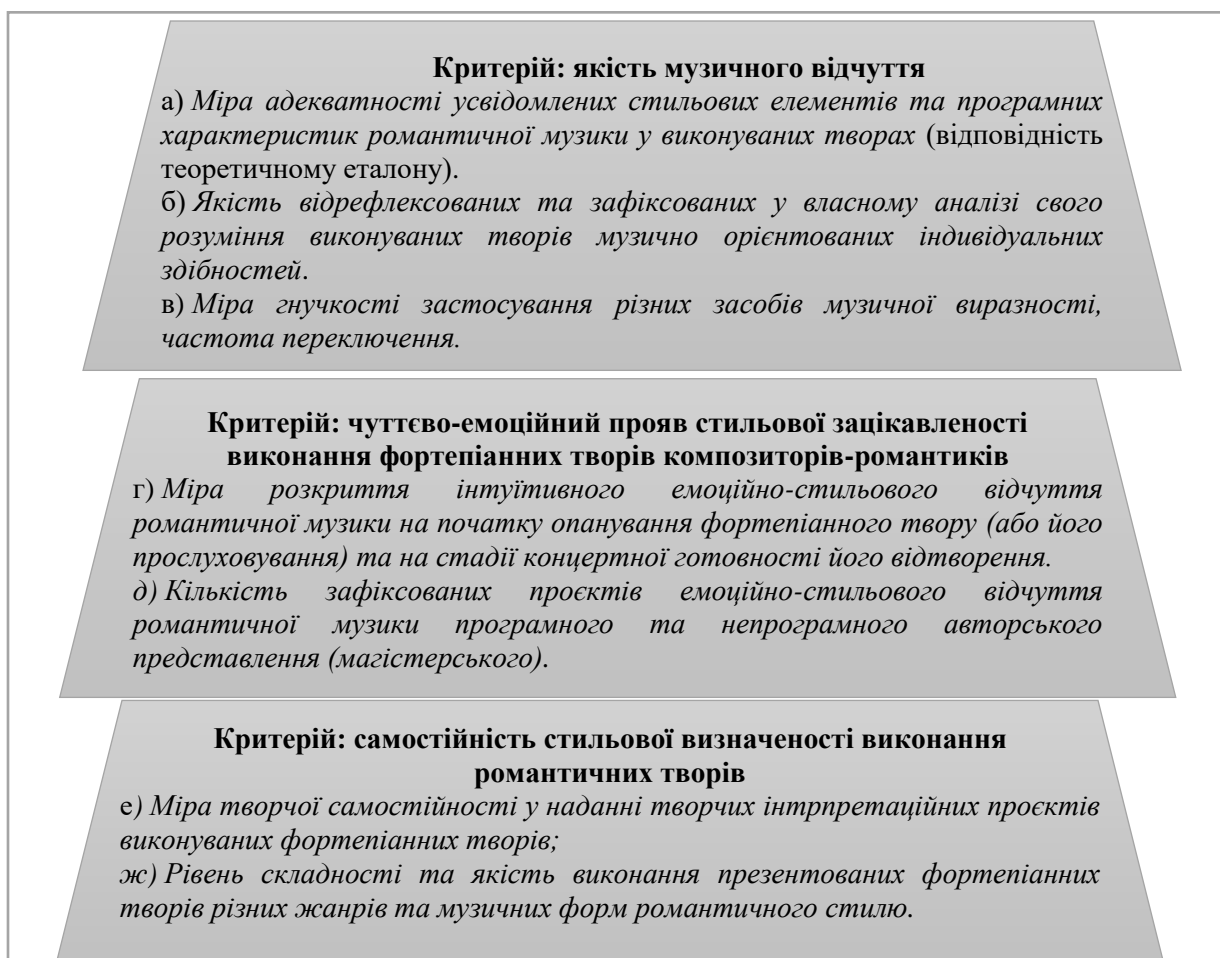 Критерій: якість музичного відчуття
а) Міра адекватності усвідомлених стильових елементів та програмних
характеристик романтичної музики у виконуваних творах (відповідність
теоретичному еталону).
б) Якість відрефлексованих та зафіксованих у власному аналізі свого
розуміння виконуваних творів музично орієнтованих індивідуальних
здібностей.
в) Міра гнучкості застосування різних засобів музичної виразності,
частота переключення.
Критерій: чуттєво-емоційний прояв стильової зацікавленості
виконання фортепіанних творів композиторів-романтиків
г) Міра розкриття інтуїтивного емоційно-стильового відчуття
романтичної музики на початку опанування фортепіанного твору (або його
прослуховування) та на стадії концертної готовності його відтворення.
д) Кількість зафіксованих проєктів емоційно-стильового відчуття
романтичної музики програмного та непрограмного авторського
представлення (магістерського).
Критерій: самостійність стильової визначеності виконання
романтичних творів
е) Міра творчої самостійності у наданні творчих інтрпретаційних проєктів
виконуваних фортепіанних творів;
ж) Рівень складності та якість виконання презентованих фортепіанних
творів різних жанрів та музичних форм романтичного стилю.